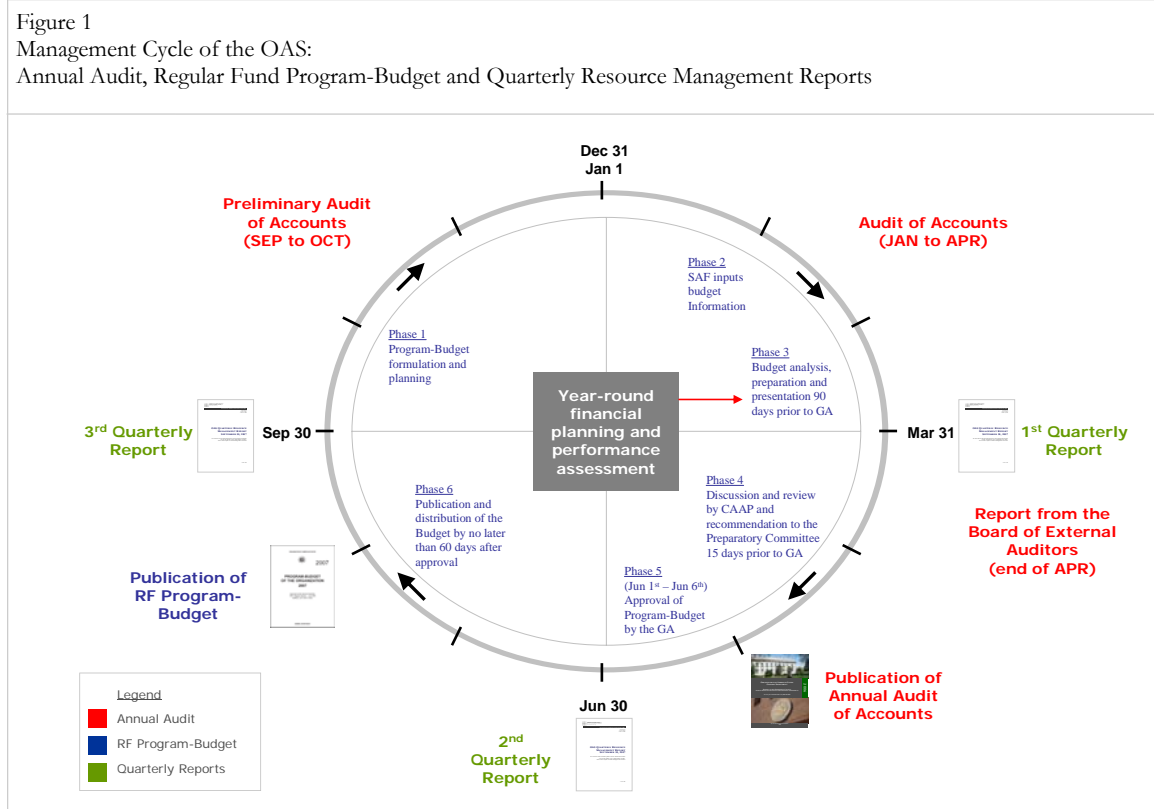 Figure 1
Management Cycle of the OAS:
Annual Audit, Regular Fund Program-Budget and Quarterly Resource Management Reports
Dec 31
Jan 1
Preliminary Audit
of Accounts
(SEP to OCT)
Audit of Accounts
(JAN to APR)
Phase 2
SAF inputs
budget
Information
Phase 1
Program-Budget
formulation and
planning
Phase 3
Budget analysis,
preparation and
presentation 90
days prior to GA
Year-round
financial
planning and
performance
assessment
3rd Quarterly
Report
Sep 30
Mar 31
1st Quarterly
Report
Phase 6
Publication and
distribution of the
Budget by no later
than 60 days after
approval
Phase 4
Discussion and review
by CAAP and
recommendation to the
Preparatory Committee
15 days prior to GA
Report from the
Board of External
Auditors
(end of APR)
Publication of
RF Program-
Budget
2007
PROGRAM-BUDGET
OF THE ORGANIZATION
2007
Phase 5
(Jun 1st – Jun 6th)
Approval of
Program-Budget
by the GA
Publication of
Annual Audit
of Accounts
Jun 30
2nd
Quarterly
Report
Legend
Annual Audit
RF Program-Budget
Quarterly Reports